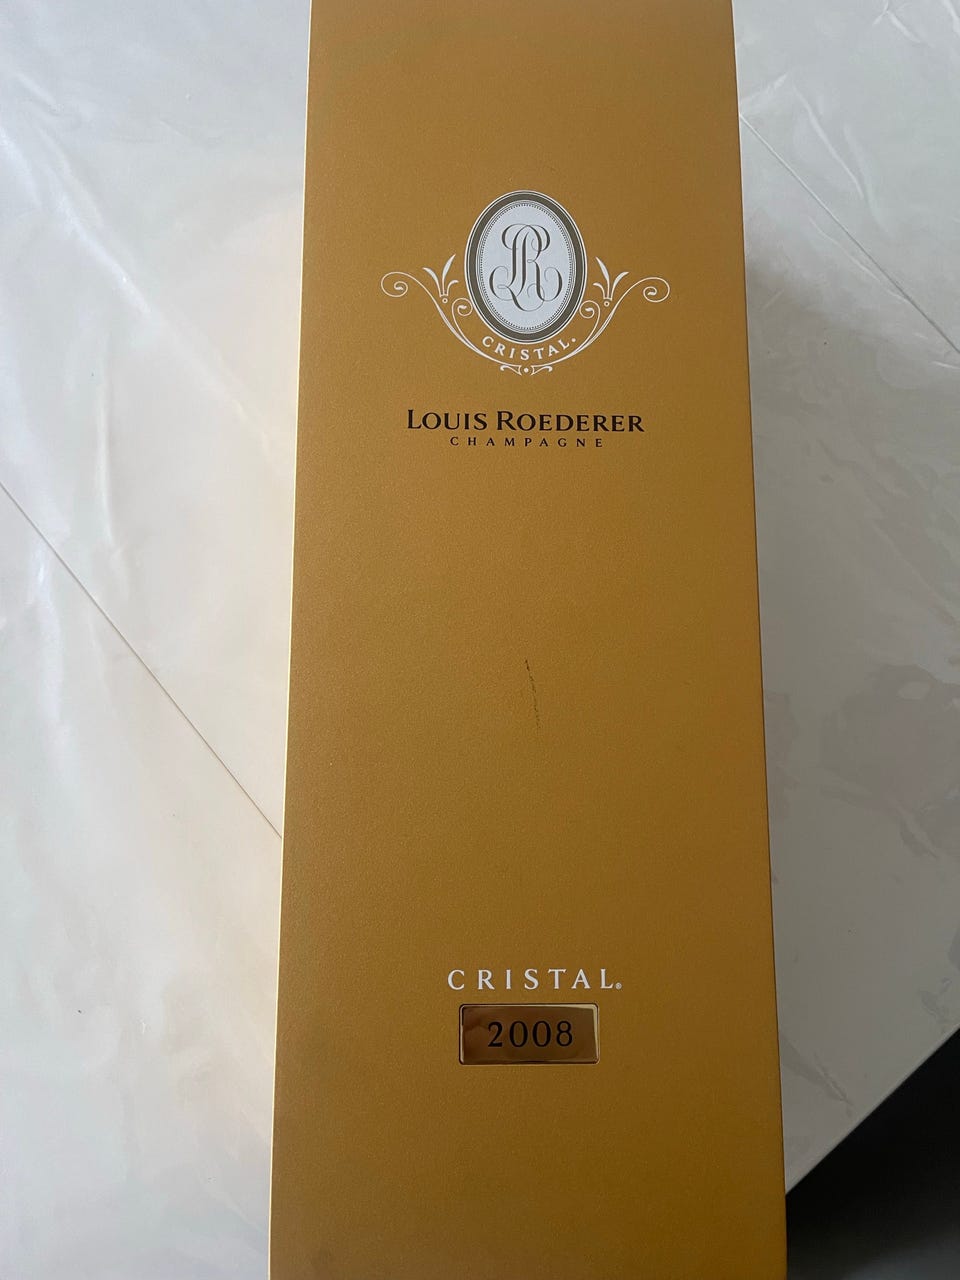 LR
CRISTAL.
LOUIS ROEDERER
CHAMPAGNE
CRISTAL®
2008